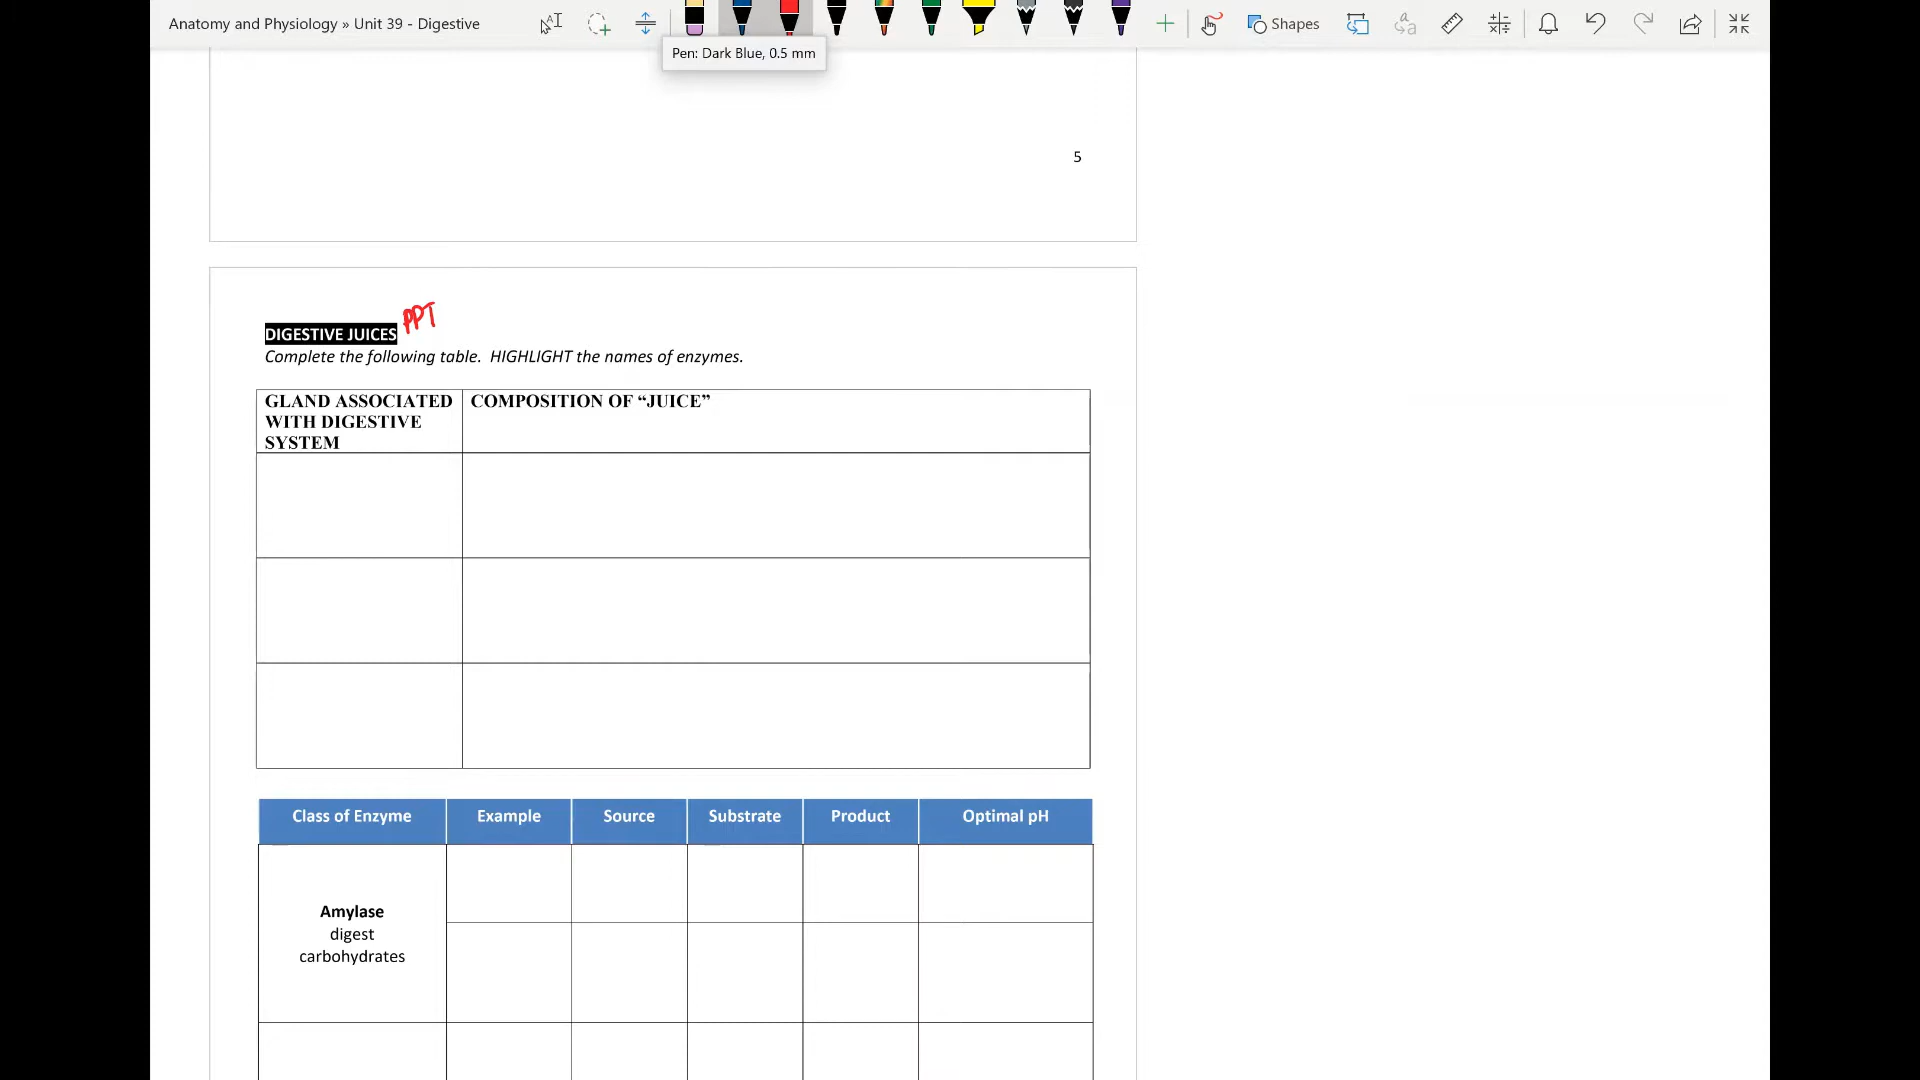 Anatomy and Physiology » Unit 39 - Digestive
Shapes
Pen: Dark Blue, 0.5 mm
5
PPT
DIGESTIVE JUICES
Complete the following table. HIGHLIGHT the names of enzymes.
GLAND ASSOCIATED WITH DIGESTIVE SYSTEM
COMPOSITION OF “JUICE”
Class of Enzyme Example Source Substrate Product Optimal pH
Amylase
digest
carbohydrates